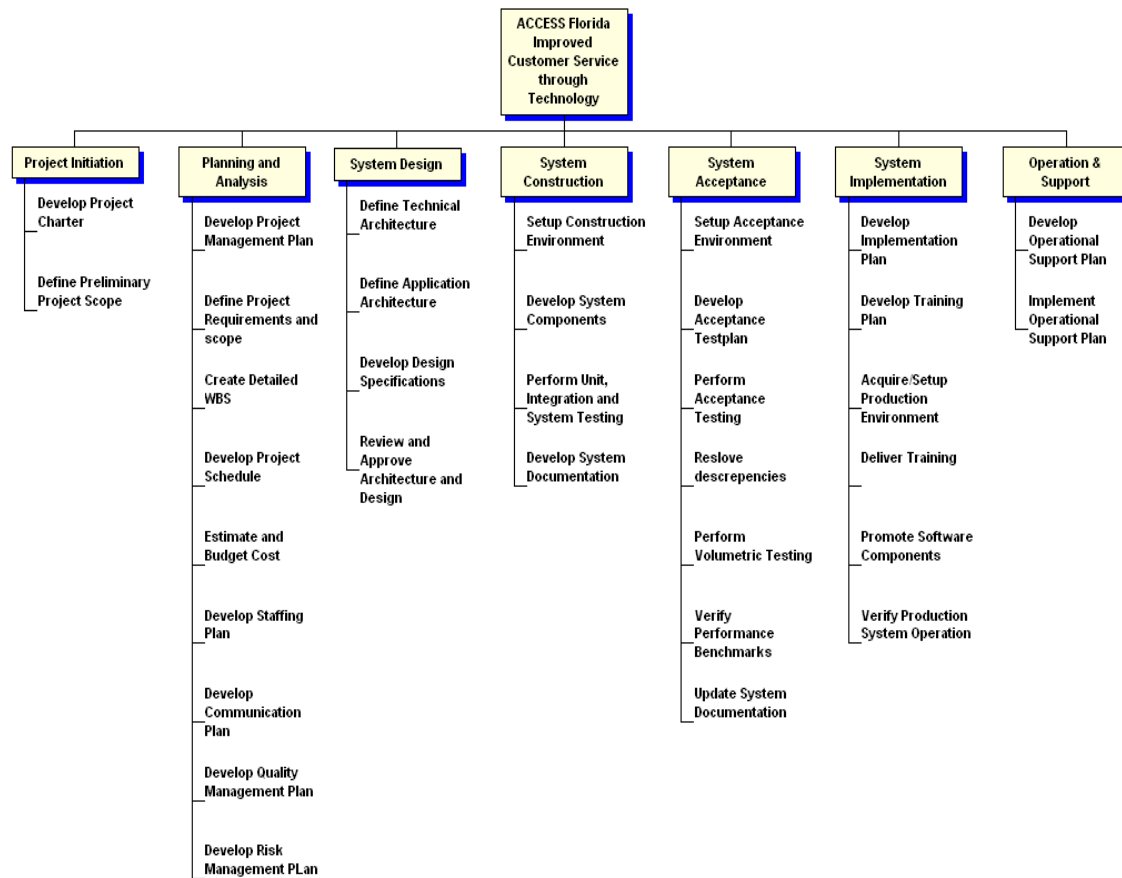 ACCESS Florida
Improved
Customer Service
through
Technology
Project Initiation
Develop Project
Charter
Define Preliminary
Project Scope
Planning and
Analysis
Develop Project
Management Plan
Define Project
Requirements and
scope
Create Detailed
WBS
Develop Project
Schedule
Estimate and
Budget Cost
Develop Staffing
Plan
Develop
Communication
Plan
Develop Quality
Management Plan
Develop Risk
Management PLan
System Design
Define Technical
Architecture
Define Application
Architecture
Develop Design
Specifications
Review and
Approve
Architecture and
Design
System
Construction
Setup Construction
Environment
Develop System
Components
Perform Unit,
Integration and
System Testing
Develop System
Documentation
System
Acceptance
Setup Acceptance
Environment
Develop
Acceptance
Testplan
Perform
Acceptance
Testing
Reslove
descrepencies
Perform
Volumetric Testing
Verify
Performance
Benchmarks
Update System
Documentation
System
Implementation
Develop
Implementation
Plan
Develop Training
Plan
Acquire/Setup
Production
Environment
Deliver Training
Promote Software
Components
Verify Production
System Operation
Operation &
Support
Develop
Operational
Support Plan
Implement
Operational
Support Plan